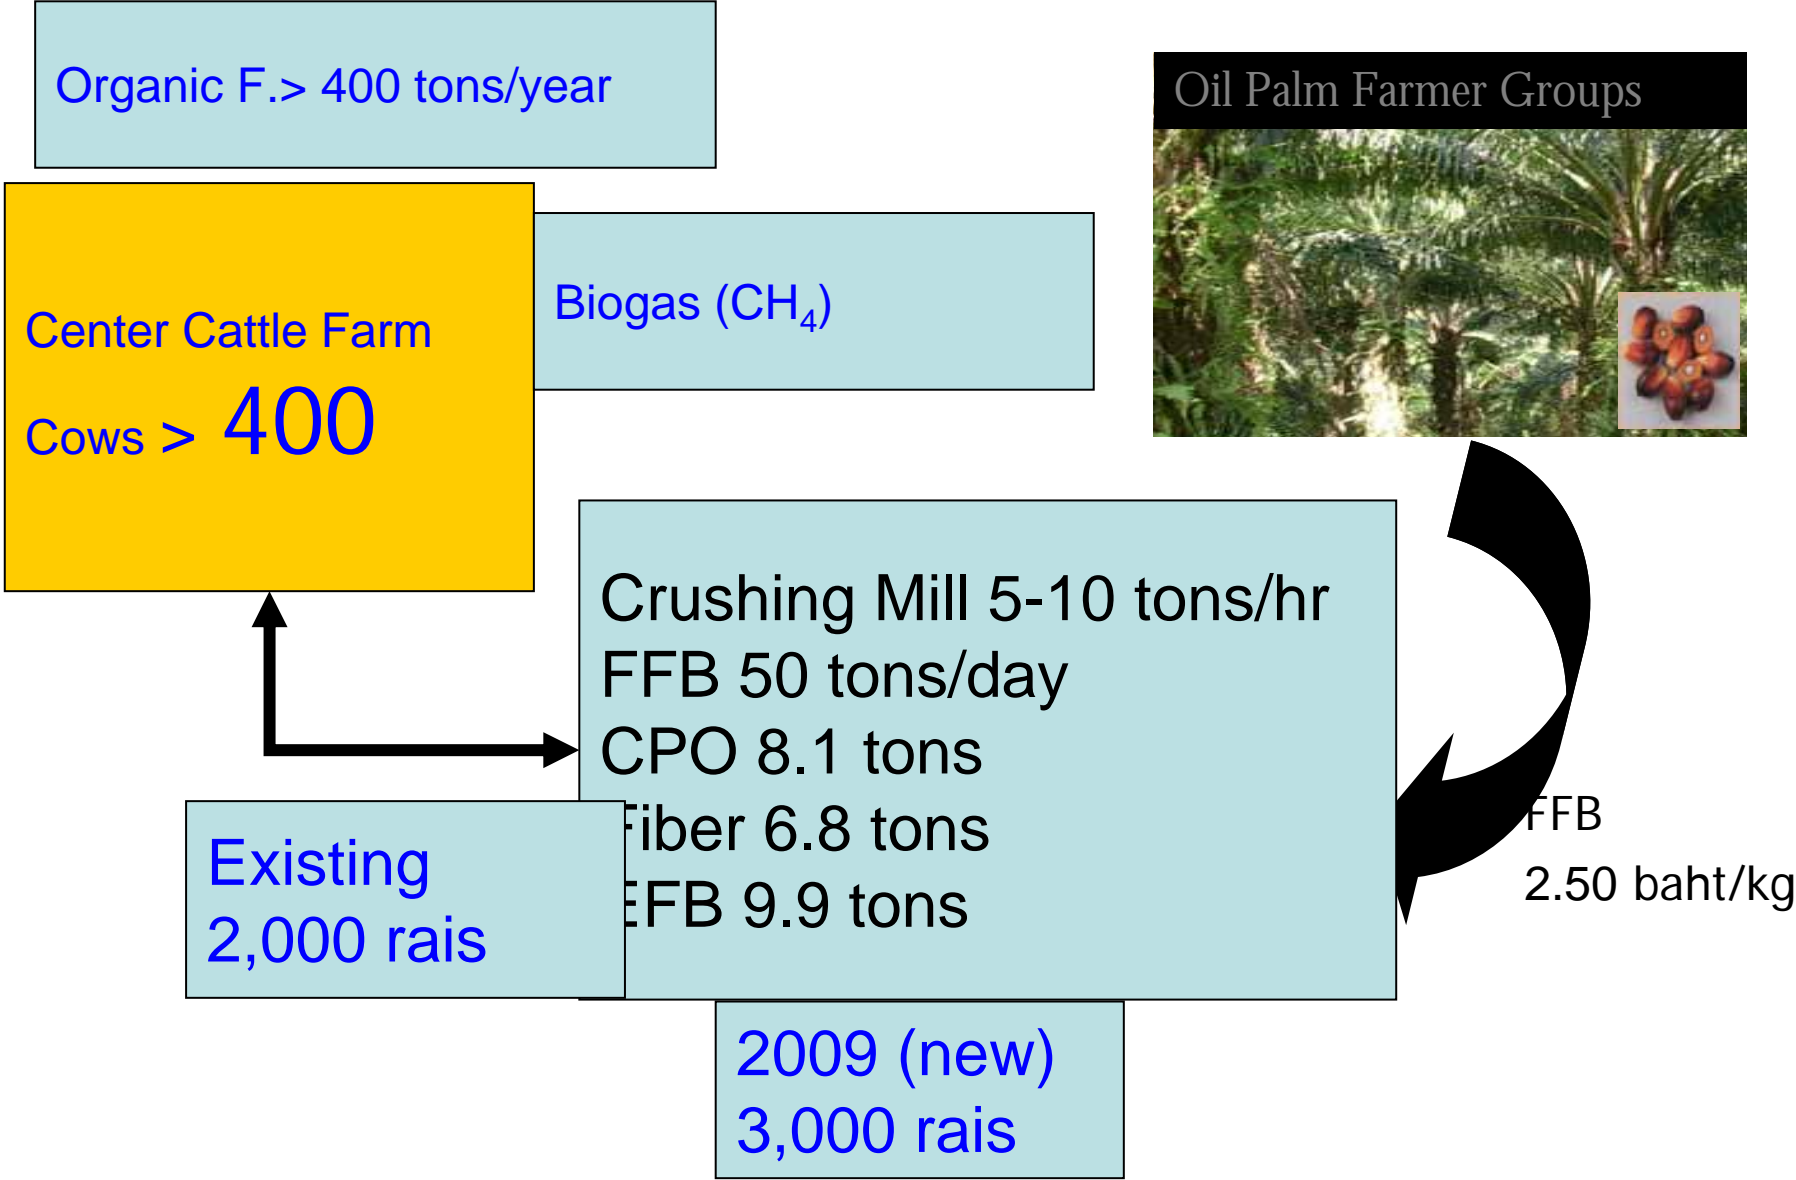 Organic F.> 400 tons/year
Oil Palm Farmer Groups
Center Cattle Farm
Cows > 400
Biogas (CH₄)
Crushing Mill 5-10 tons/hr
FFB 50 tons/day
CPO 8.1 tons
Fiber 6.8 tons
EFB 9.9 tons
FFB
2.50 baht/kg
Existing
2,000 rais
2009 (new)
3,000 rais